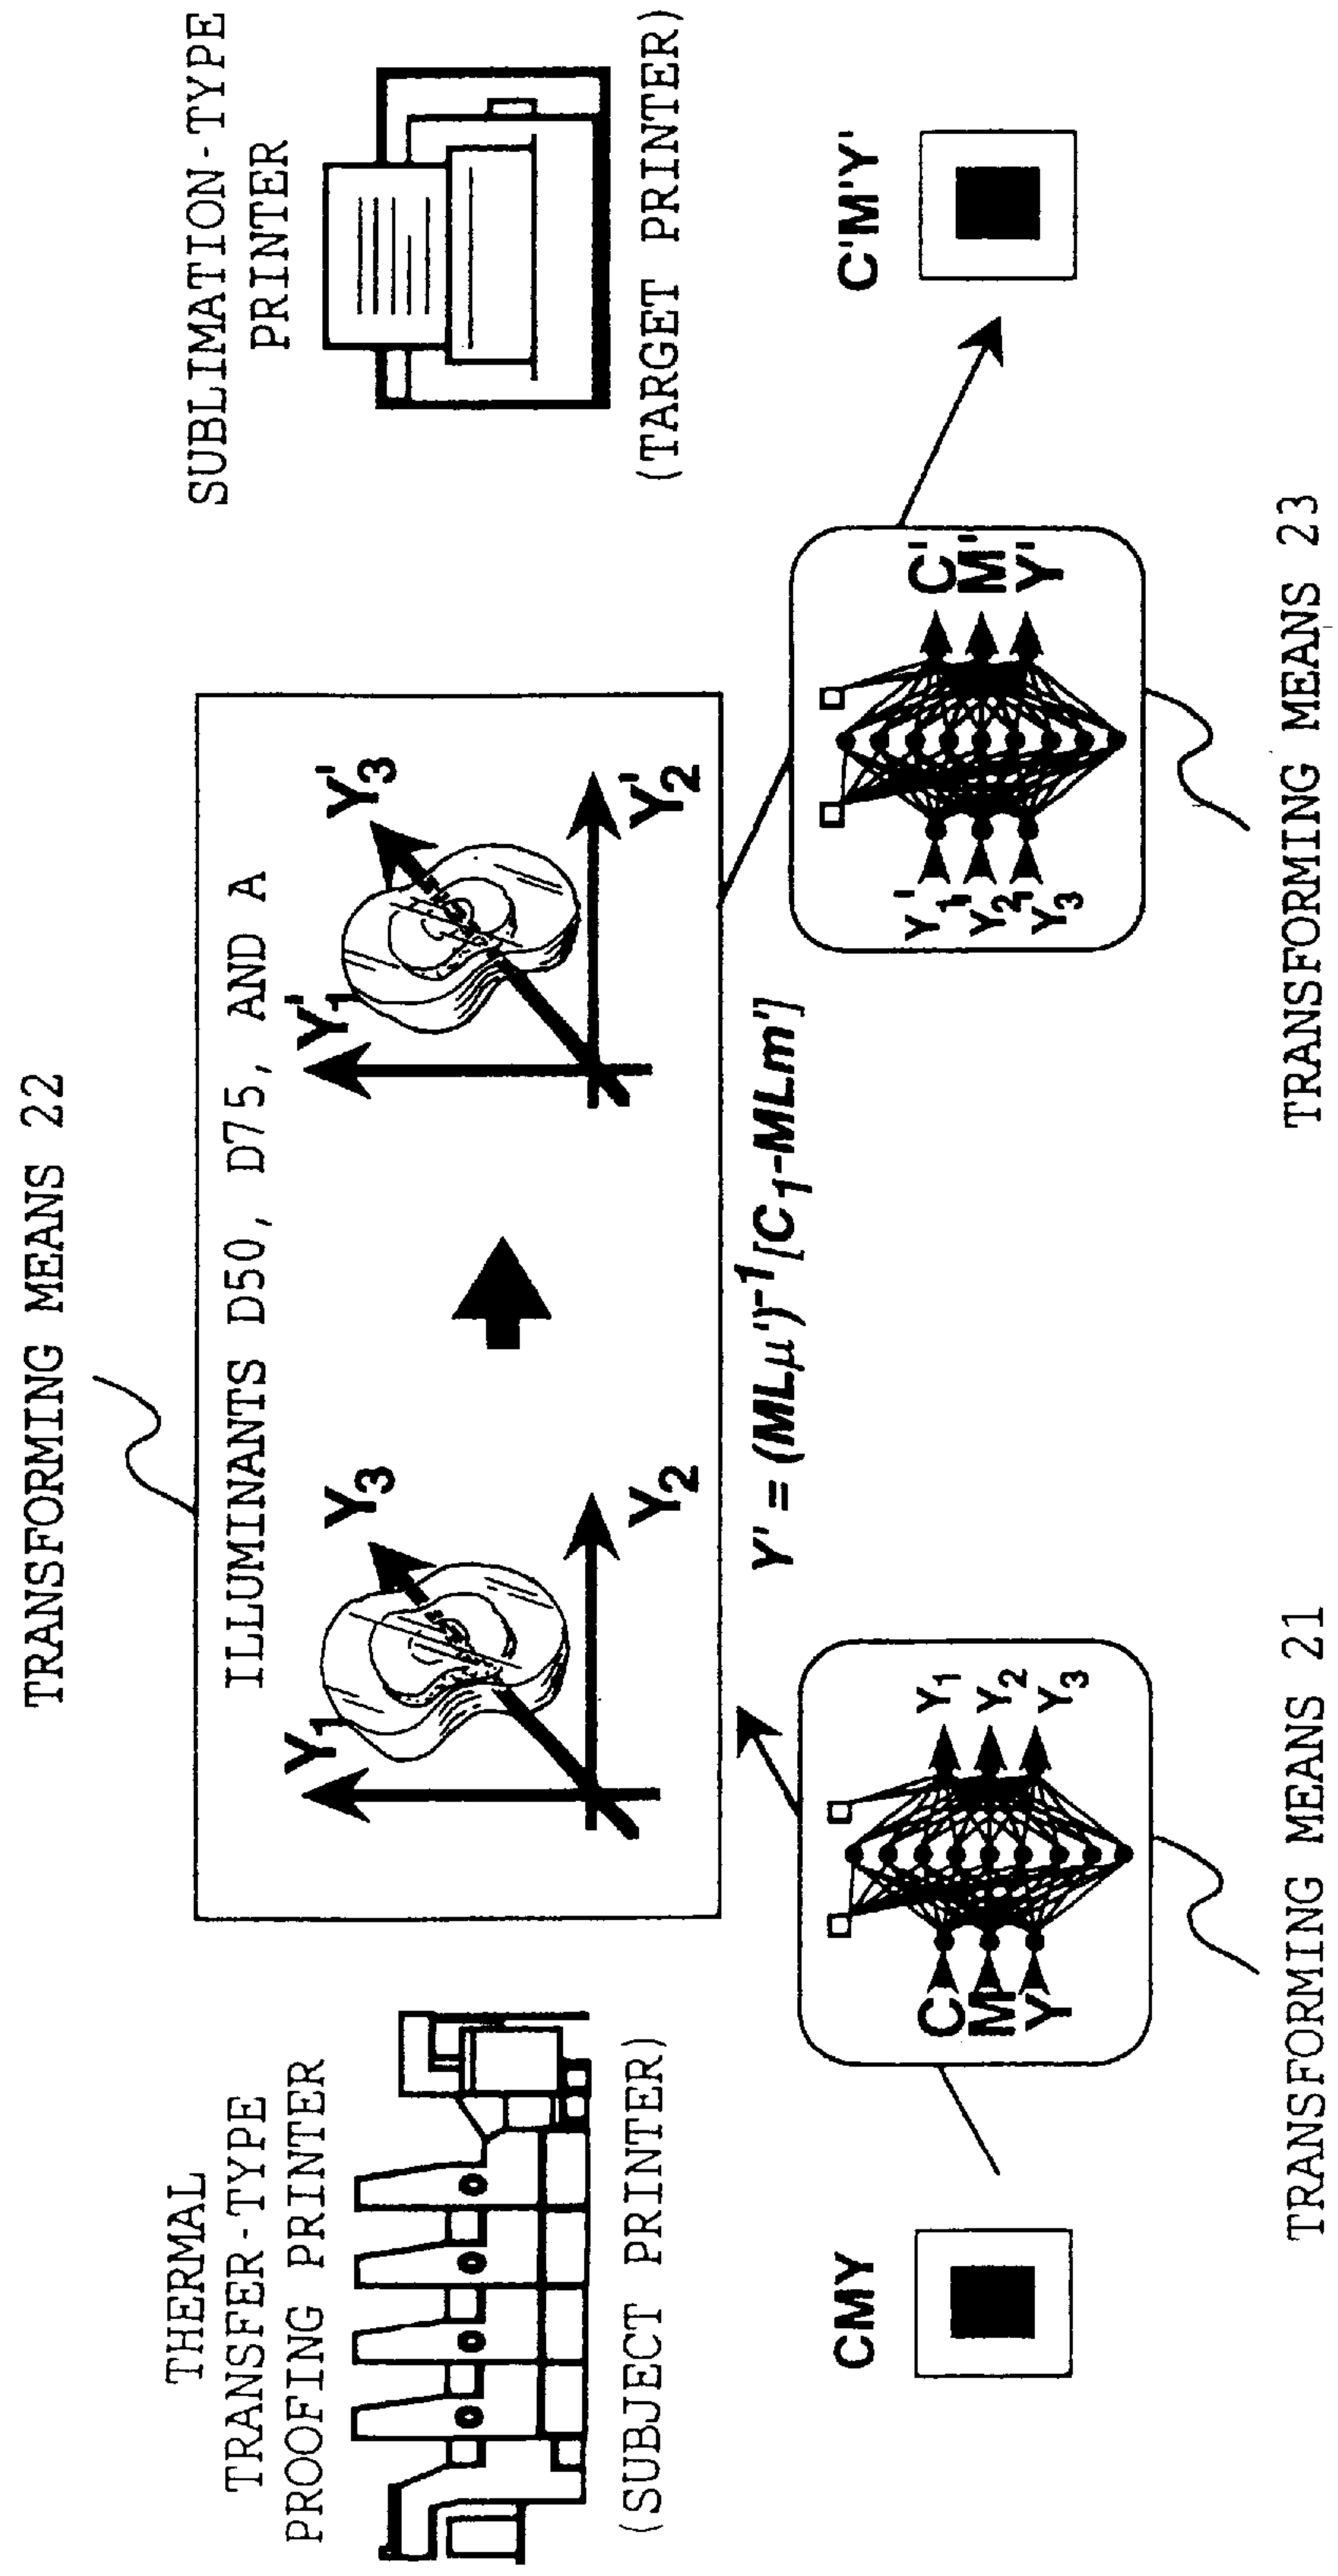 TRANSFORMING MEANS 22
THERMAL
TRANSFER-TYPE
PROOFING PRINTER
(SUBJECT PRINTER)
ILLUMINANTS D50, D75, AND A
Y1
Y3
Y2
Y'1
Y'3
Y'2
SUBLIMATION-TYPE
PRINTER
(TARGET PRINTER)
Y' = (MLμ')-1[C1-MLm']
CMY
C
M
Y
Y1
Y2
Y3
TRANSFORMING MEANS 21
Y1'
Y2'
Y3'
C'
M'
Y'
TRANSFORMING MEANS 23
C'M'Y'